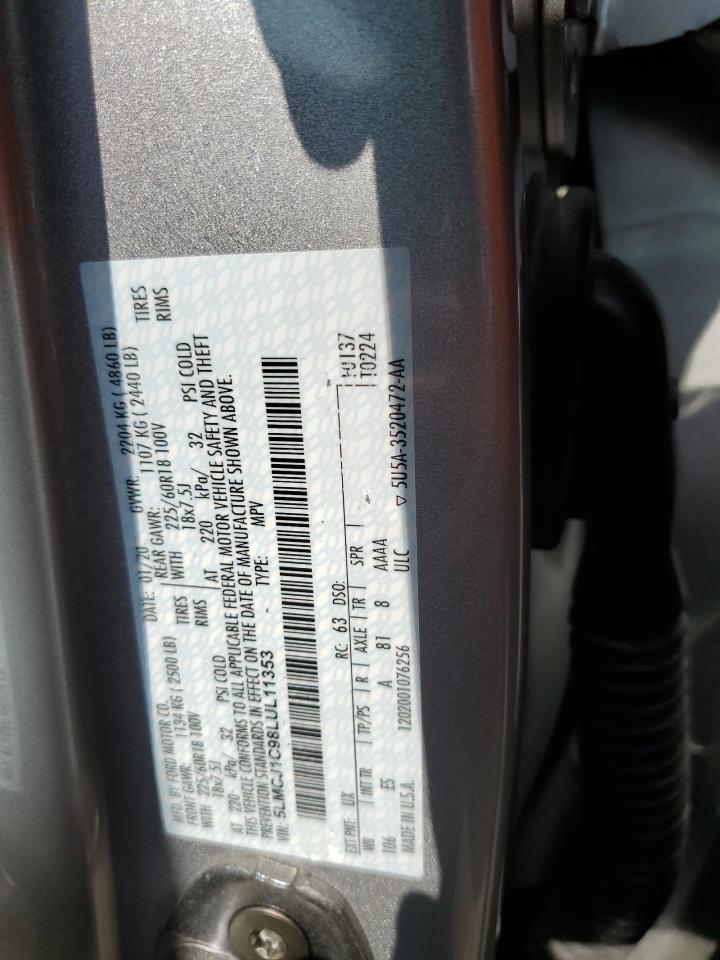 MFD. BY FORD MOTOR CO. DATE: 01/20 GVWR: 2204 KG ( 4860 LB)
FRONT GAWR: 1134 KG ( 2500 LB) REAR GAWR: 1107 KG ( 2440 LB)
WITH 225/60R18 100V TIRES WITH 225/60R18 100V TIRES
18x7.5J RIMS 18x7.5J RIMS
AT 220 kPa/ 32 PSI COLD AT 220 kPa/ 32 PSI COLD
THIS VEHICLE CONFORMS TO ALL APPLICABLE FEDERAL MOTOR VEHICLE SAFETY AND THEFT
PREVENTION STANDARDS IN EFFECT ON THE DATE OF MANUFACTURE SHOWN ABOVE.
VIN: 5LMCJ1C98LUL11353 TYPE: MPV
EXT PNT: UX RC: 63 DSO:
WB INT TR TP/PS R AXLE TR SPR T0137
106 ES A 81 8 AAAA T0224
MADE IN U.S.A. 1202001076256 ULC ▽ 5U5A-3520472-AA